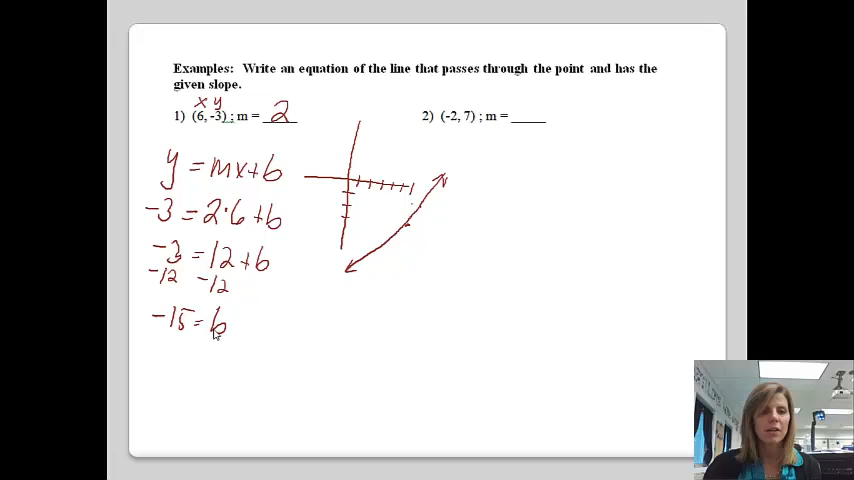 Examples: Write an equation of the line that passes through the point and has the
given slope.
x y
1) (6, -3) ; m = 2
2) (-2, 7) ; m = _____
y = mx+b
-3 = 2·6 +b
-3 = 12 + b
-12 -12
-15 = b